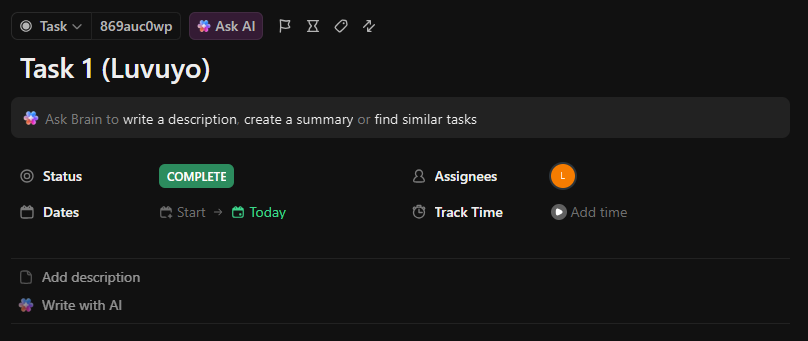 Task 869auc0wp Ask AI
Task 1 (Luvuyo)
Ask Brain to write a description, create a summary or find similar tasks
Status COMPLETE Assignees L
Dates Start → Today Track Time Add time
Add description
Write with AI